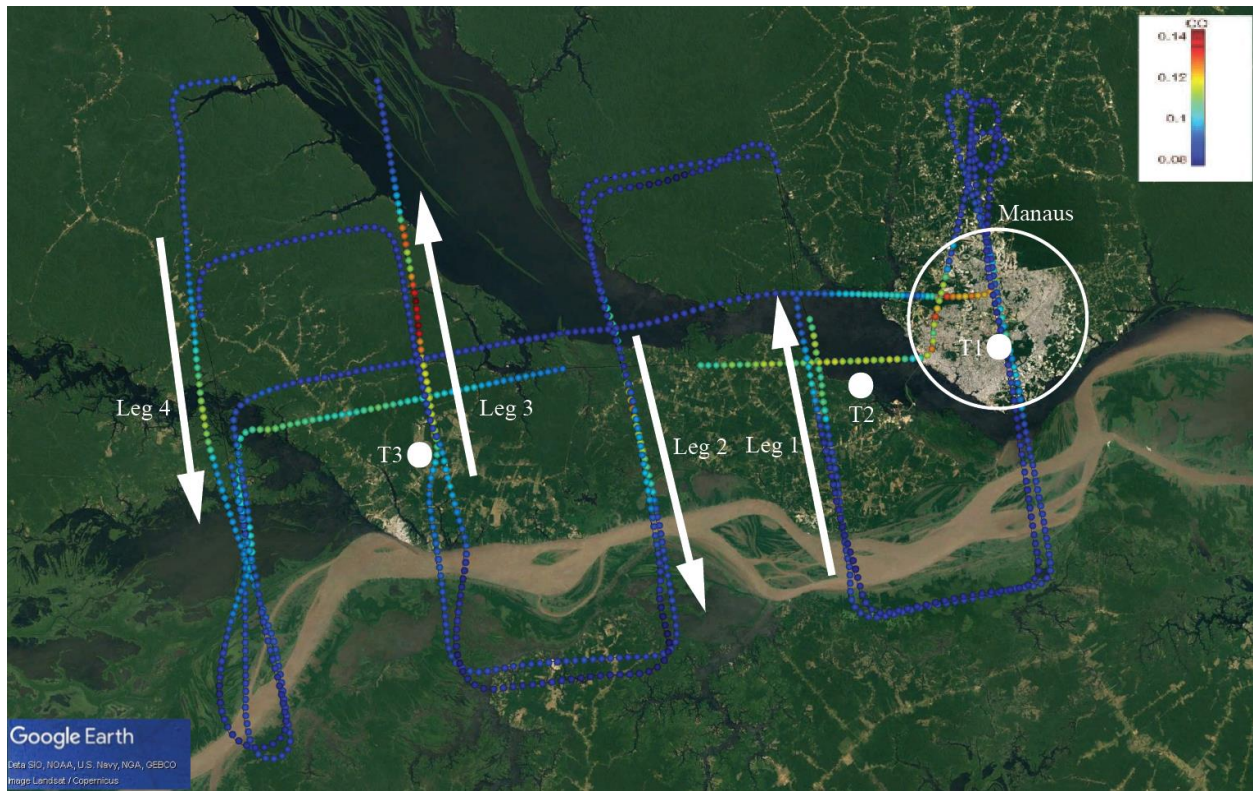 CO
0.14
0.12
0.1
0.08
Manaus
T1
T2
Leg 4
Leg 3
Leg 2
Leg 1
T3
Google Earth
Data SIO, NOAA, U.S. Navy, NGA, GEBCO
Image Landsat / Copernicus